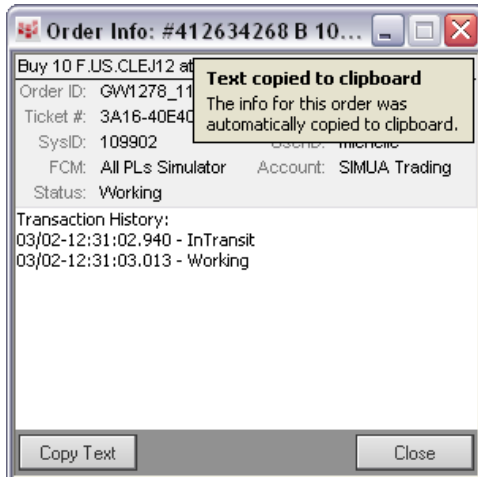 Order Info: #412634268 B 10...
Buy 10 F.US.CLEJ12 at
Text copied to clipboard
The info for this order was
automatically copied to clipboard.
Order ID: GW1278_11
Ticket #: 3A16-40E40
SysID: 109902
FCM: All PLs Simulator Account: SIMUA Trading
Status: Working
Transaction History:
03/02-12:31:02.940 - InTransit
03/02-12:31:03.013 - Working
Copy Text
Close